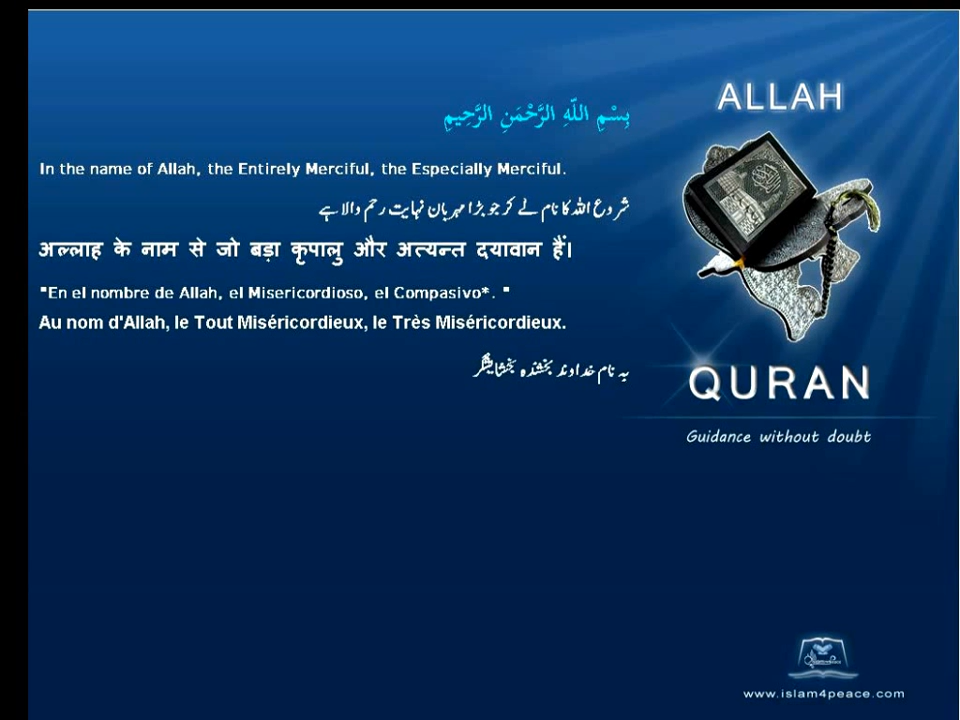 بِسْمِ اللّهِ الرَّحْمَنِ الرَّحِيمِ
In the name of Allah, the Entirely Merciful, the Especially Merciful.
شروع اللہ کا نام لے کر جو بڑا مہربان نہایت رحم والا ہے
अल्लाह के नाम से जो बड़ा कृपालु और अत्यन्त दयावान हैं।
"En el nombre de Allah, el Misericordioso, el Compasivo*. "
Au nom d'Allah, le Tout Miséricordieux, le Très Miséricordieux.
به نام خداوند بخشنده بخشایشگر
ALLAH
QURAN
Guidance without doubt
www.islam4peace.com